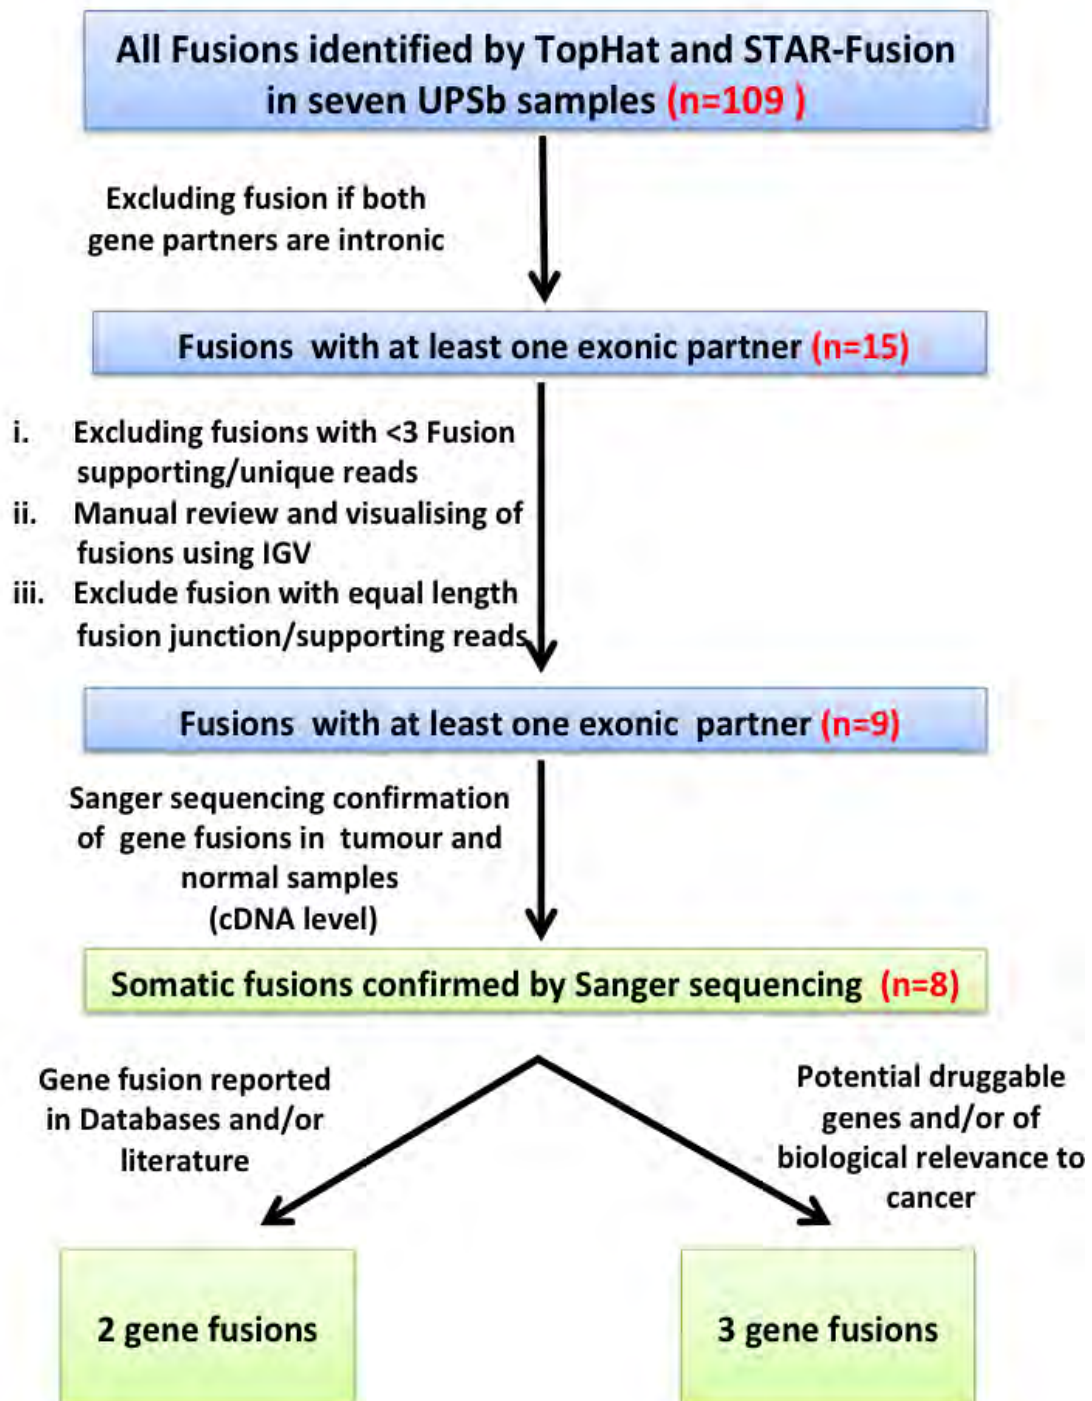 All Fusions identified by TopHat and STAR-Fusion
in seven UPSb samples (n=109 )
Excluding fusion if both
gene partners are intronic
Fusions with at least one exonic partner (n=15)
i. Excluding fusions with <3 Fusion
supporting/unique reads
ii. Manual review and visualising of
fusions using IGV
iii. Exclude fusion with equal length
fusion junction/supporting reads
Fusions with at least one exonic partner (n=9)
Sanger sequencing confirmation
of gene fusions in tumour and
normal samples
(cDNA level)
Somatic fusions confirmed by Sanger sequencing (n=8)
Gene fusion reported
in Databases and/or
literature
Potential druggable
genes and/or of
biological relevance to
cancer
2 gene fusions
3 gene fusions